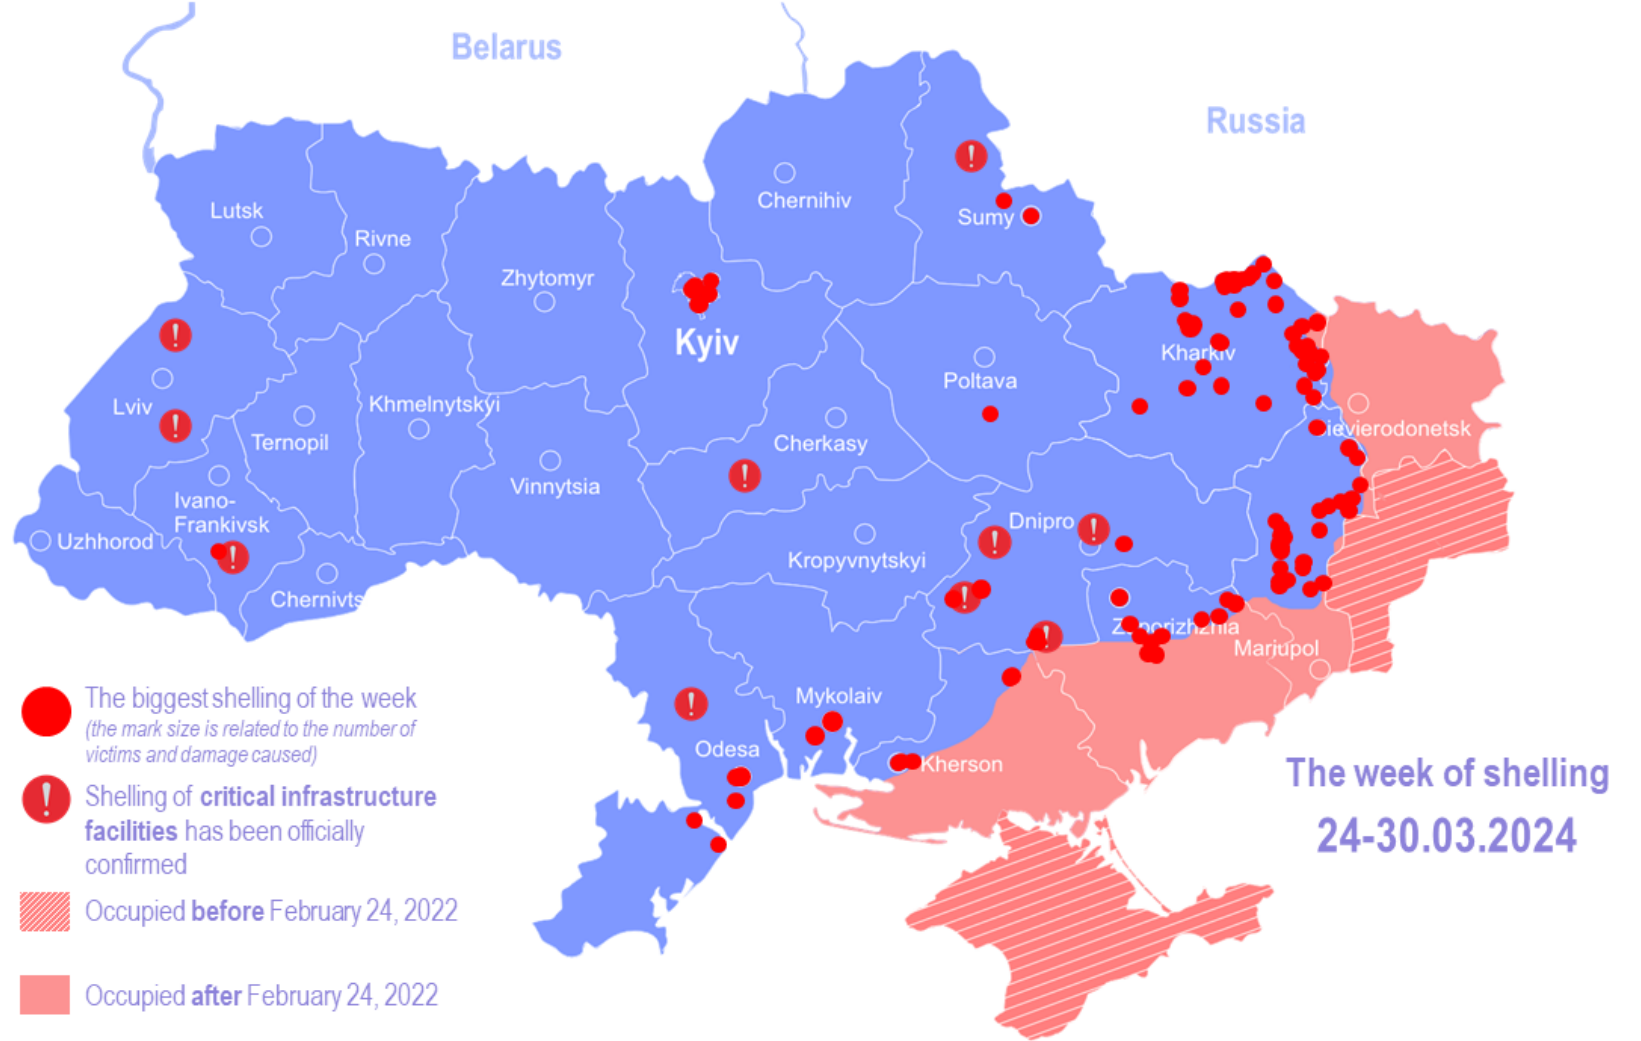 Belarus
Russia
Chernihiv
Sumy
Lutsk
Rivne
Zhytomyr
Kyiv
Kharkiv
Poltava
Lviv
Khmelnytskyi
Ternopil
Cherkasy
ievierodonetsk
Vinnytsia
Ivano-
Frankivsk
Dnipro
Uzhhorod
Kropyvnytskyi
Chernivts
Zaporizhzhia
Mariupol
Mykolaiv
Odesa
Kherson
The biggest shelling of the week
(the mark size is related to the number of
victims and damage caused)
Shelling of critical infrastructure
facilities has been officially
confirmed
Occupied before February 24, 2022
Occupied after February 24, 2022
The week of shelling
24-30.03.2024